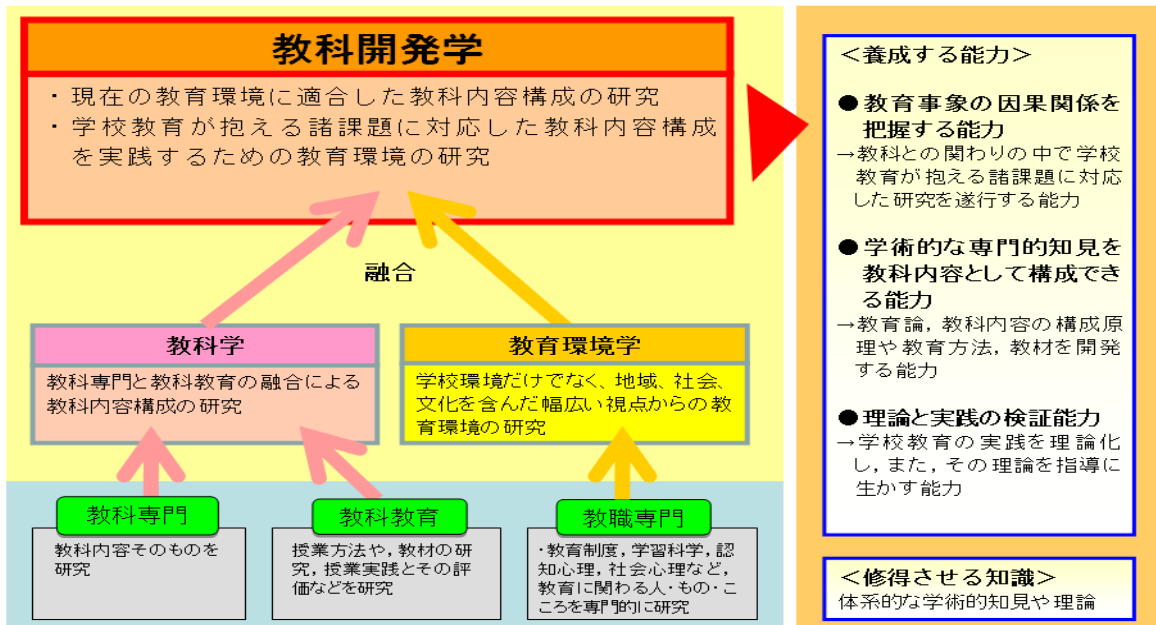 教科開発学
・現在の教育環境に適合した教科内容構成の研究
・学校教育が抱える諸課題に対応した教科内容構成
を実践するための教育環境の研究
融合
教科学
教科専門と教科教育の融合による
教科内容構成の研究
教育環境学
学校環境だけでなく、地域、社会、
文化を含んだ幅広い視点からの教
育環境の研究
教科専門
教科内容そのものを
研究
教科教育
授業方法や，教材の研
究，授業実践とその評
価などを研究
教職専門
・教育制度，学習科学，認
知心理，社会心理など，
教育に関わる人・もの・こ
ころを専門的に研究
＜養成する能力＞
●教育事象の因果関係を
把握する能力
→教科との関わりの中で学校
教育が抱える諸課題に対応
した研究を遂行する能力
●学術的な専門的知見を
教科内容として構成でき
る能力
→教育論，教科内容の構成原
理や教育方法，教材を開発
する能力
●理論と実践の検証能力
→学校教育の実践を理論化
し，また，その理論を指導に
生かす能力
＜修得させる知識＞
体系的な学術的知見や理論